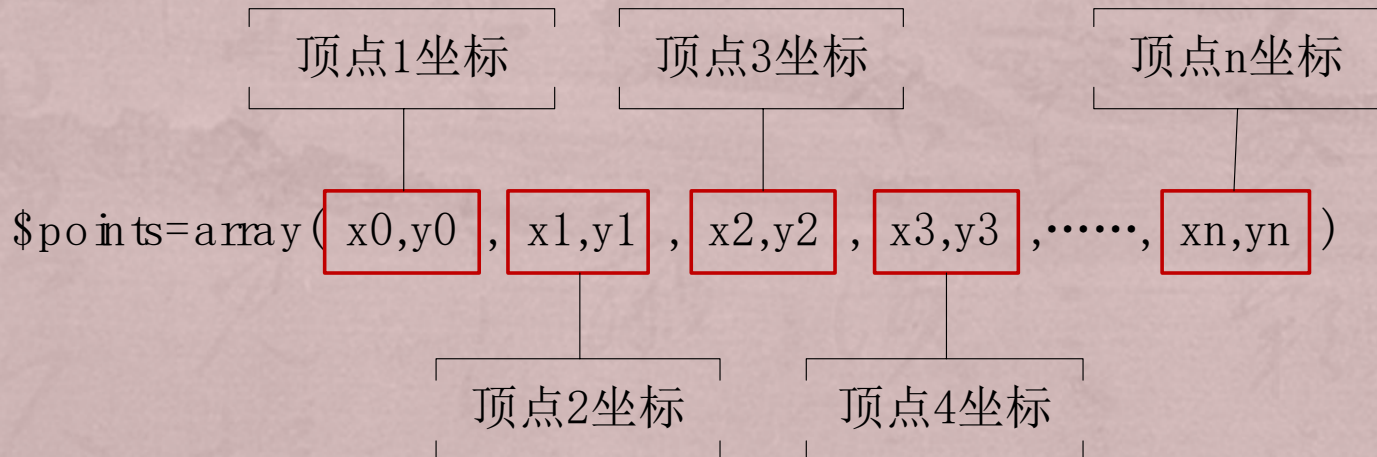 顶点1坐标 顶点3坐标 顶点n坐标
$points=array( x0,y0 , x1,y1 , x2,y2 , x3,y3 ,……, xn,yn )
顶点2坐标 顶点4坐标